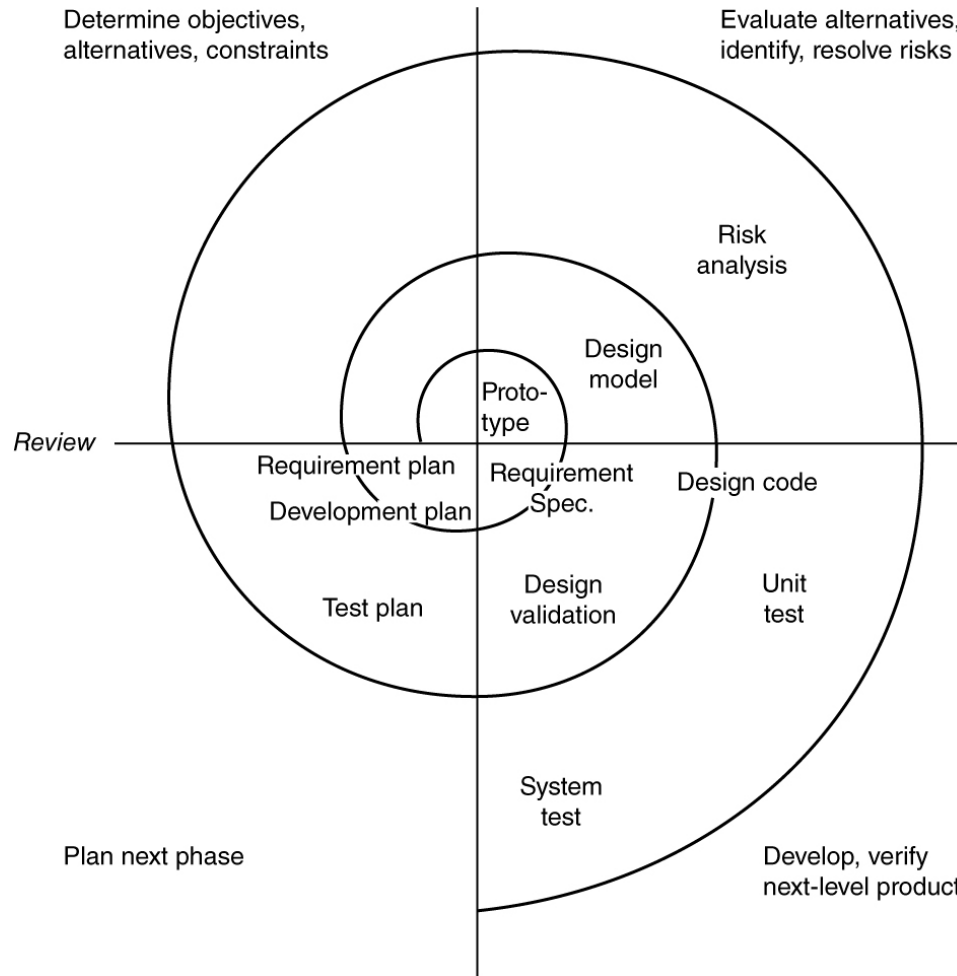 Determine objectives,
alternatives, constraints
Evaluate alternatives,
identify, resolve risks
Risk
analysis
Design
model
Proto-
type
Review
Requirement plan
Development plan
Requirement
Spec.
Design code
Test plan
Design
validation
Unit
test
System
test
Plan next phase
Develop, verify
next-level product